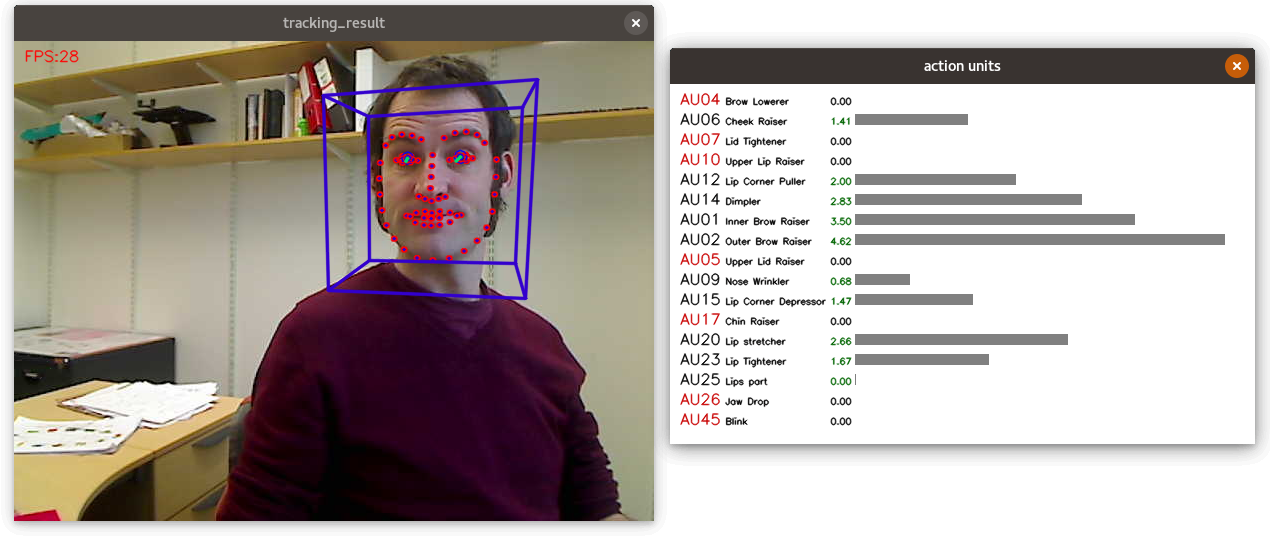 tracking_result
FPS:28
action units
AU04 Brow Lowerer 0.00
AU06 Cheek Raiser 1.41
AU07 Lid Tightener 0.00
AU10 Upper Lip Raiser 0.00
AU12 Lip Corner Puller 2.00
AU14 Dimpler 2.83
AU01 Inner Brow Raiser 3.50
AU02 Outer Brow Raiser 4.62
AU05 Upper Lid Raiser 0.00
AU09 Nose Wrinkler 0.68
AU15 Lip Corner Depressor 1.47
AU17 Chin Raiser 0.00
AU20 Lip stretcher 2.66
AU23 Lip Tightener 1.67
AU25 Lips part 0.00
AU26 Jaw Drop 0.00
AU45 Blink 0.00